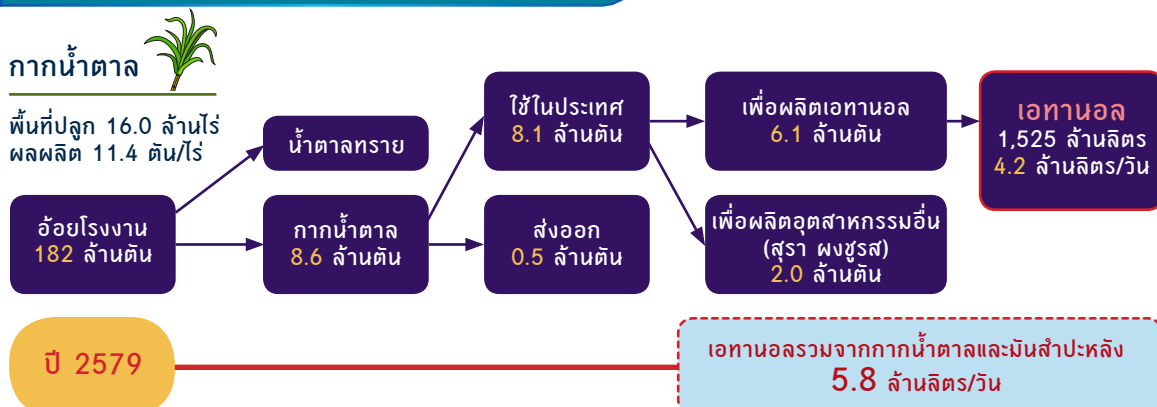 กากน้ำตาล
พื้นที่ปลูก 16.0 ล้านไร่
ผลผลิต 11.4 ตัน/ไร่
อ้อยโรงงาน
182 ล้านตัน
น้ำตาลทราย
กากน้ำตาล
8.6 ล้านตัน
ใช้ในประเทศ
8.1 ล้านตัน
ส่งออก
0.5 ล้านตัน
เพื่อผลิตเอทานอล
6.1 ล้านตัน
เพื่อผลิตอุตสาหกรรมอื่น
(สุรา ผงชูรส)
2.0 ล้านตัน
เอทานอล
1,525 ล้านลิตร
4.2 ล้านลิตร/วัน
ปี 2579
เอทานอลรวมจากกากน้ำตาลและมันสำปะหลัง
5.8 ล้านลิตร/วัน